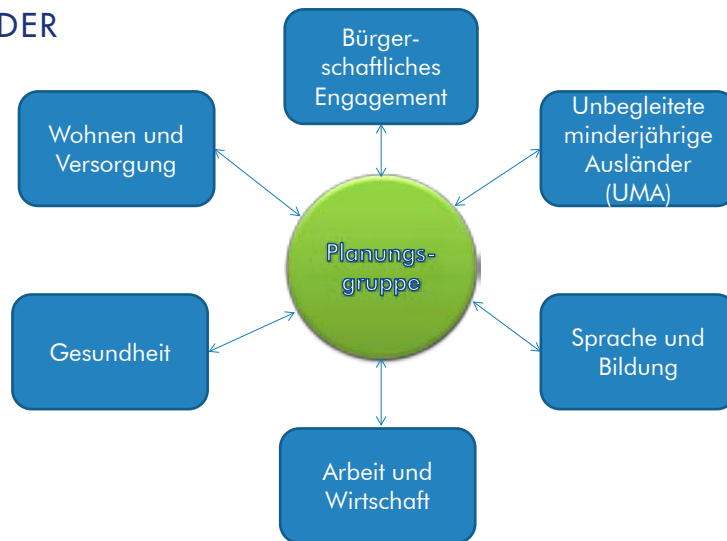 DER
Bürger-
schaftliches
Engagement
Wohnen und
Versorgung
Unbegleitete
minderjährige
Ausländer
(UMA)
Planungs-
gruppe
Gesundheit
Sprache und
Bildung
Arbeit und
Wirtschaft